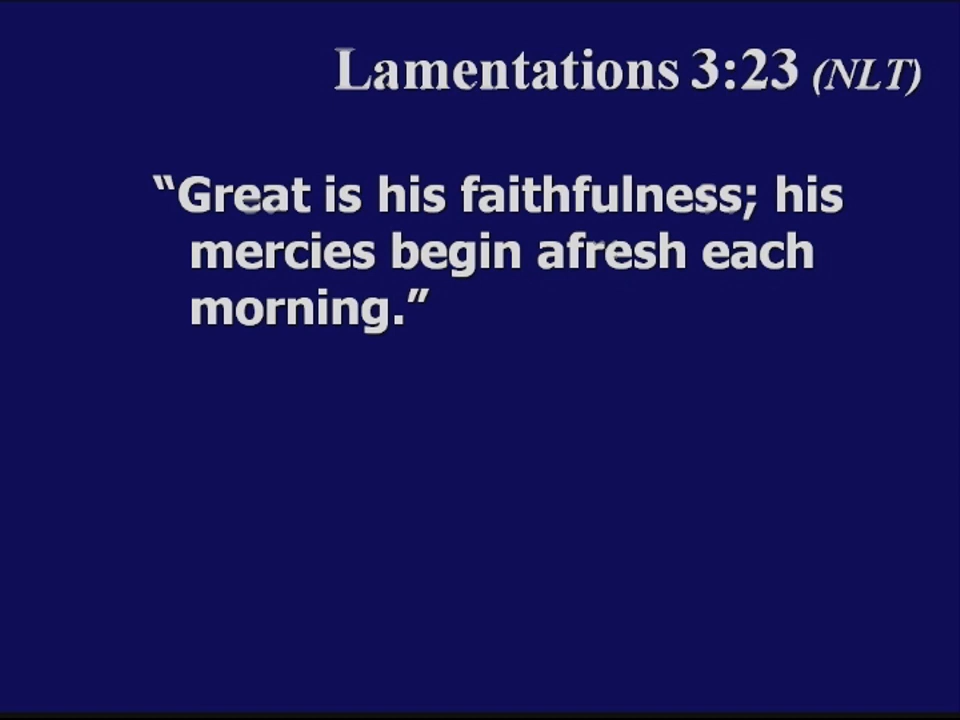 Lamentations 3:23 (NLT)
“Great is his faithfulness; his
mercies begin afresh each
morning.”